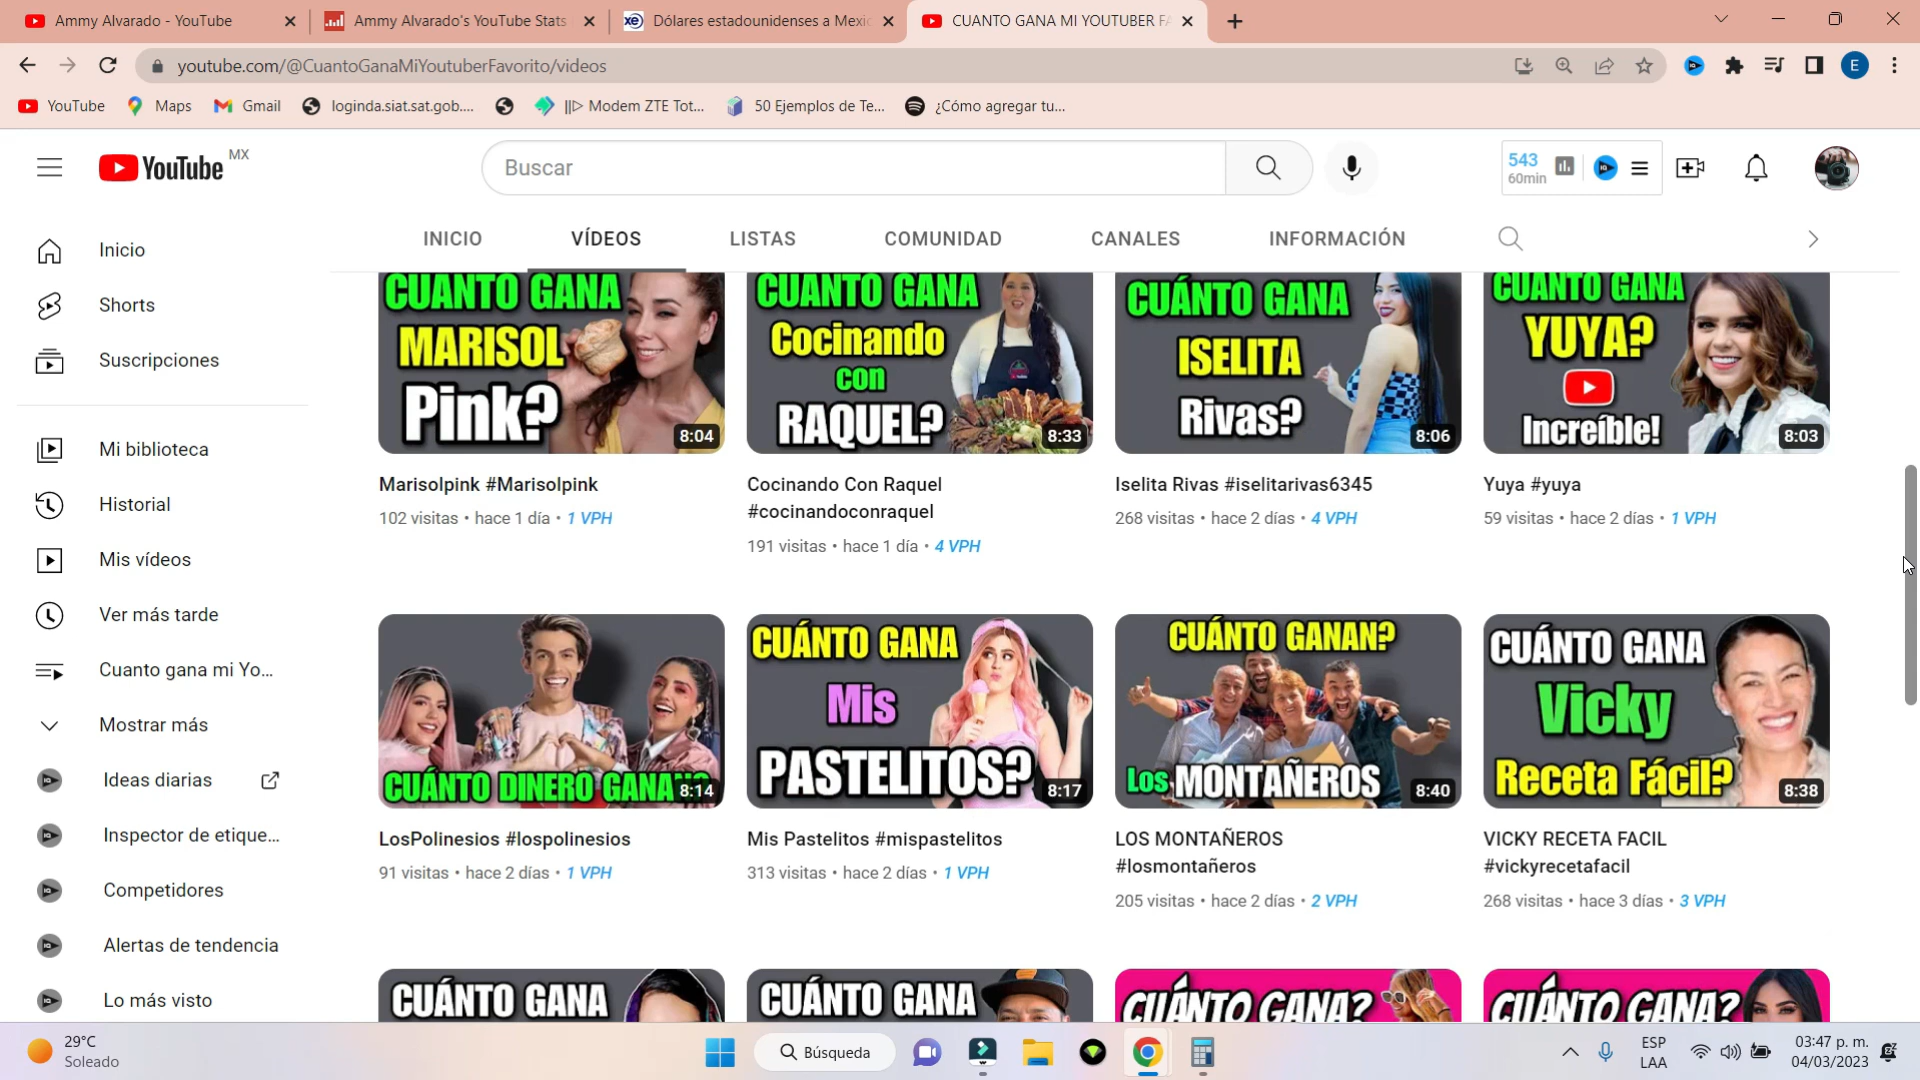 Ammy Alvarado - YouTube
Ammy Alvarado's YouTube Stats
Dólares estadounidenses a Mexic
CUANTO GANA MI YOUTUBER FA
youtube.com/@CuantoGanaMiYoutuberFavorito/videos
E
YouTube
Maps
Gmail
loginda.siat.sat.gob....
||▷ Modem ZTE Tot...
50 Ejemplos de Te...
¿Cómo agregar tu...
YouTube MX
Buscar
543
60min
INICIO
VÍDEOS
LISTAS
COMUNIDAD
CANALES
INFORMACIÓN
Inicio
Shorts
Suscripciones
Mi biblioteca
Historial
Mis vídeos
Ver más tarde
Cuanto gana mi Yo...
Mostrar más
Ideas diarias
Inspector de etique...
Competidores
Alertas de tendencia
Lo más visto
CUÁNTO GANA
MARISOL
Pink?
8:04
Marisolpink #Marisolpink
102 visitas • hace 1 día • 1 VPH
CUÁNTO GANA
Cocinando
con
RAQUEL?
8:33
Cocinando Con Raquel
#cocinandoconraquel
191 visitas • hace 1 día • 4 VPH
CUÁNTO GANA
ISELITA
Rivas?
8:06
Iselita Rivas #iselitarivas6345
268 visitas • hace 2 días • 4 VPH
CUÁNTO GANA
YUYA?
Increíble!
8:03
Yuya #yuya
59 visitas • hace 2 días • 1 VPH
CUÁNTO DINERO GANAN?
8:14
LosPolinesios #lospolinesios
91 visitas • hace 2 días • 1 VPH
CUÁNTO GANA
Mis
PASTELITOS?
8:17
Mis Pastelitos #mispastelitos
313 visitas • hace 2 días • 1 VPH
CUÁNTO GANAN?
Los MONTAÑEROS
8:40
LOS MONTAÑEROS
#losmontañeros
205 visitas • hace 2 días • 2 VPH
CUÁNTO GANA
Vicky
Receta Fácil?
8:38
VICKY RECETA FACIL
#vickyrecetafacil
268 visitas • hace 3 días • 3 VPH
CUÁNTO GANA
CUÁNTO GANA
CUÁNTO GANA?
CUÁNTO GANA?
29°C
Soleado
Búsqueda
ESP
LAA
03:47 p. m.
04/03/2023